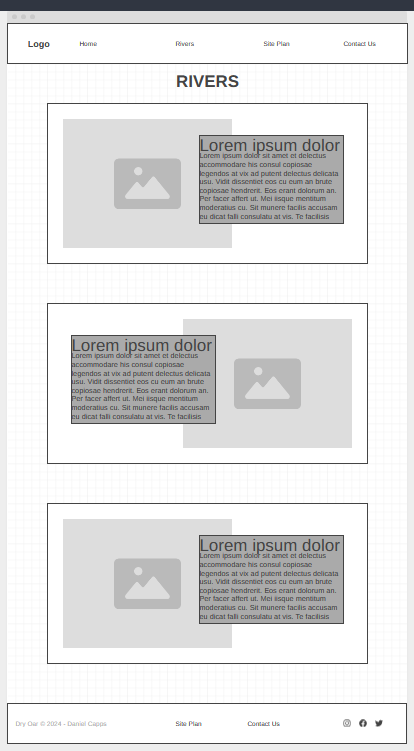 Logo Home Rivers Site Plan Contact Us
RIVERS
Lorem ipsum dolor
Lorem ipsum dolor sit amet et delectus
accommodare his consul copiosae
legendos at vix ad putent delectus delicata
usu. Vidit dissentiet eos cu eum an brute
copiosae hendrerit. Eos erant dolorum an.
Per facer affert ut. Mei iisque mentitum
moderatius cu. Sit munere facilis accusam
eu dicat falli consulatu at vis. Te facilisis
Lorem ipsum dolor
Lorem ipsum dolor sit amet et delectus
accommodare his consul copiosae
legendos at vix ad putent delectus delicata
usu. Vidit dissentiet eos cu eum an brute
copiosae hendrerit. Eos erant dolorum an.
Per facer affert ut. Mei iisque mentitum
moderatius cu. Sit munere facilis accusam
eu dicat falli consulatu at vis. Te facilisis
Lorem ipsum dolor
Lorem ipsum dolor sit amet et delectus
accommodare his consul copiosae
legendos at vix ad putent delectus delicata
usu. Vidit dissentiet eos cu eum an brute
copiosae hendrerit. Eos erant dolorum an.
Per facer affert ut. Mei iisque mentitum
moderatius cu. Sit munere facilis accusam
eu dicat falli consulatu at vis. Te facilisis
Dry Oar © 2024 - Daniel Capps Site Plan Contact Us